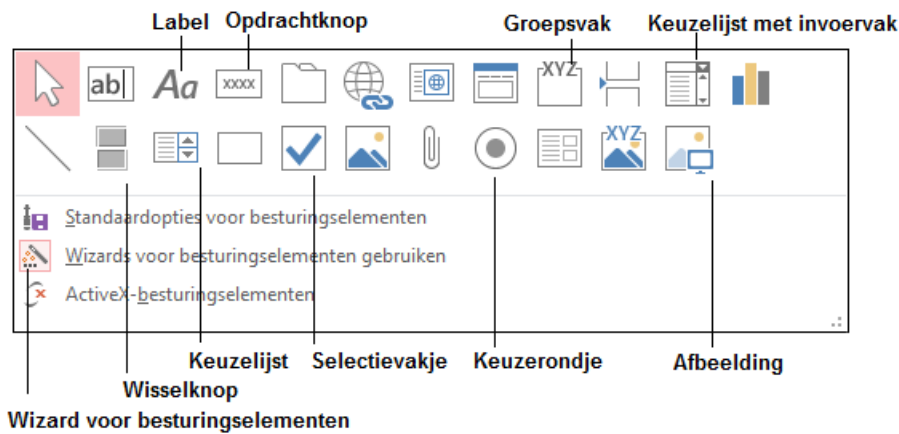 Label Opdrachtknop Groepsvak Keuzelijst met invoervak
ab Aa xxxx XYZ
XYZ
Standaardopties voor besturingselementen
Wizards voor besturingselementen gebruiken
ActiveX-besturingselementen
Keuzelijst Selectievakje Keuzerondje Afbeelding
Wisselknop
Wizard voor besturingselementen